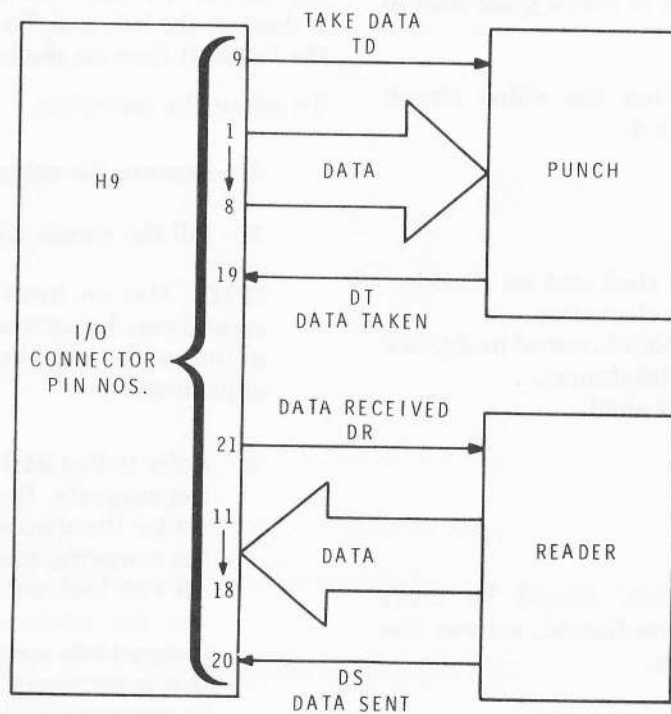 TAKE DATA
TD
9
1
DATA
8
PUNCH
H9
19
DT
DATA TAKEN
I/O
CONNECTOR
PIN NOS.
DATA RECEIVED
DR
21
11
DATA
18
READER
20
DS
DATA SENT